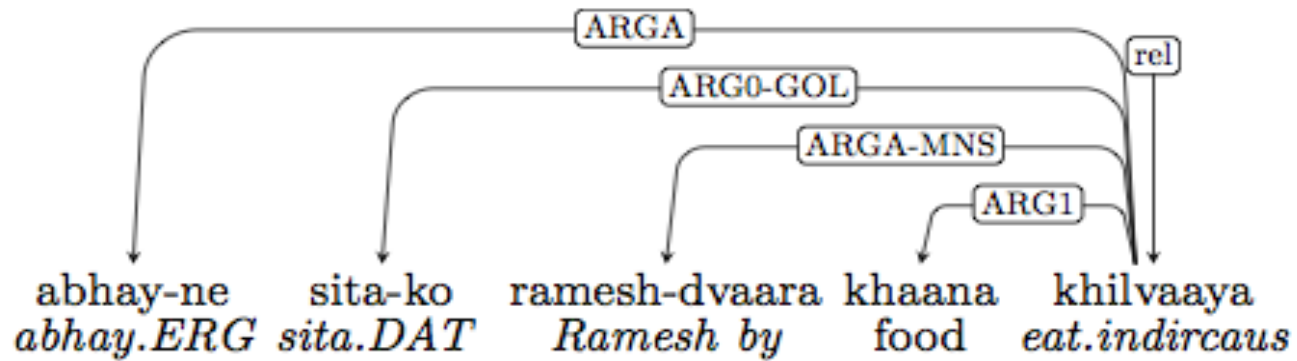 ARGA
rel
ARG0-GOL
ARGA-MNS
ARG1
abhay-ne sita-ko ramesh-dvaara khaana khilvaaya
abhay.ERG sita.DAT Ramesh by food eat.indircaus